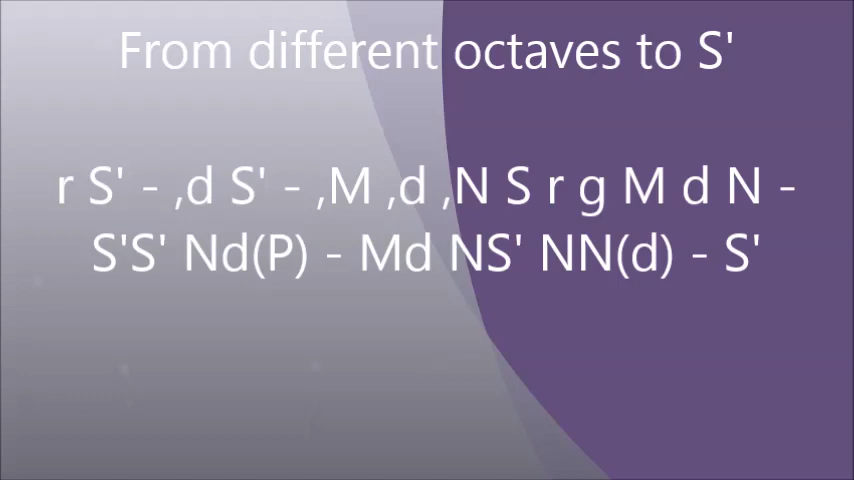 From different octaves to S'
r S' - ,d S' - ,M ,d ,N S r g M d N -
S'S' Nd(P) - Md NS' NN(d) - S'